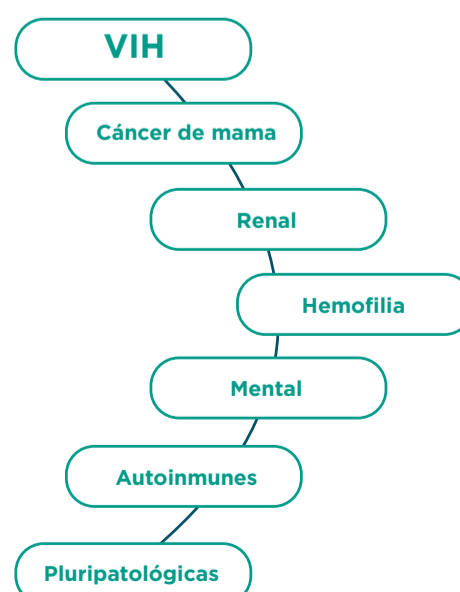 VIH
Cáncer de mama
Renal
Hemofilia
Mental
Autoinmunes
Pluripatológicas